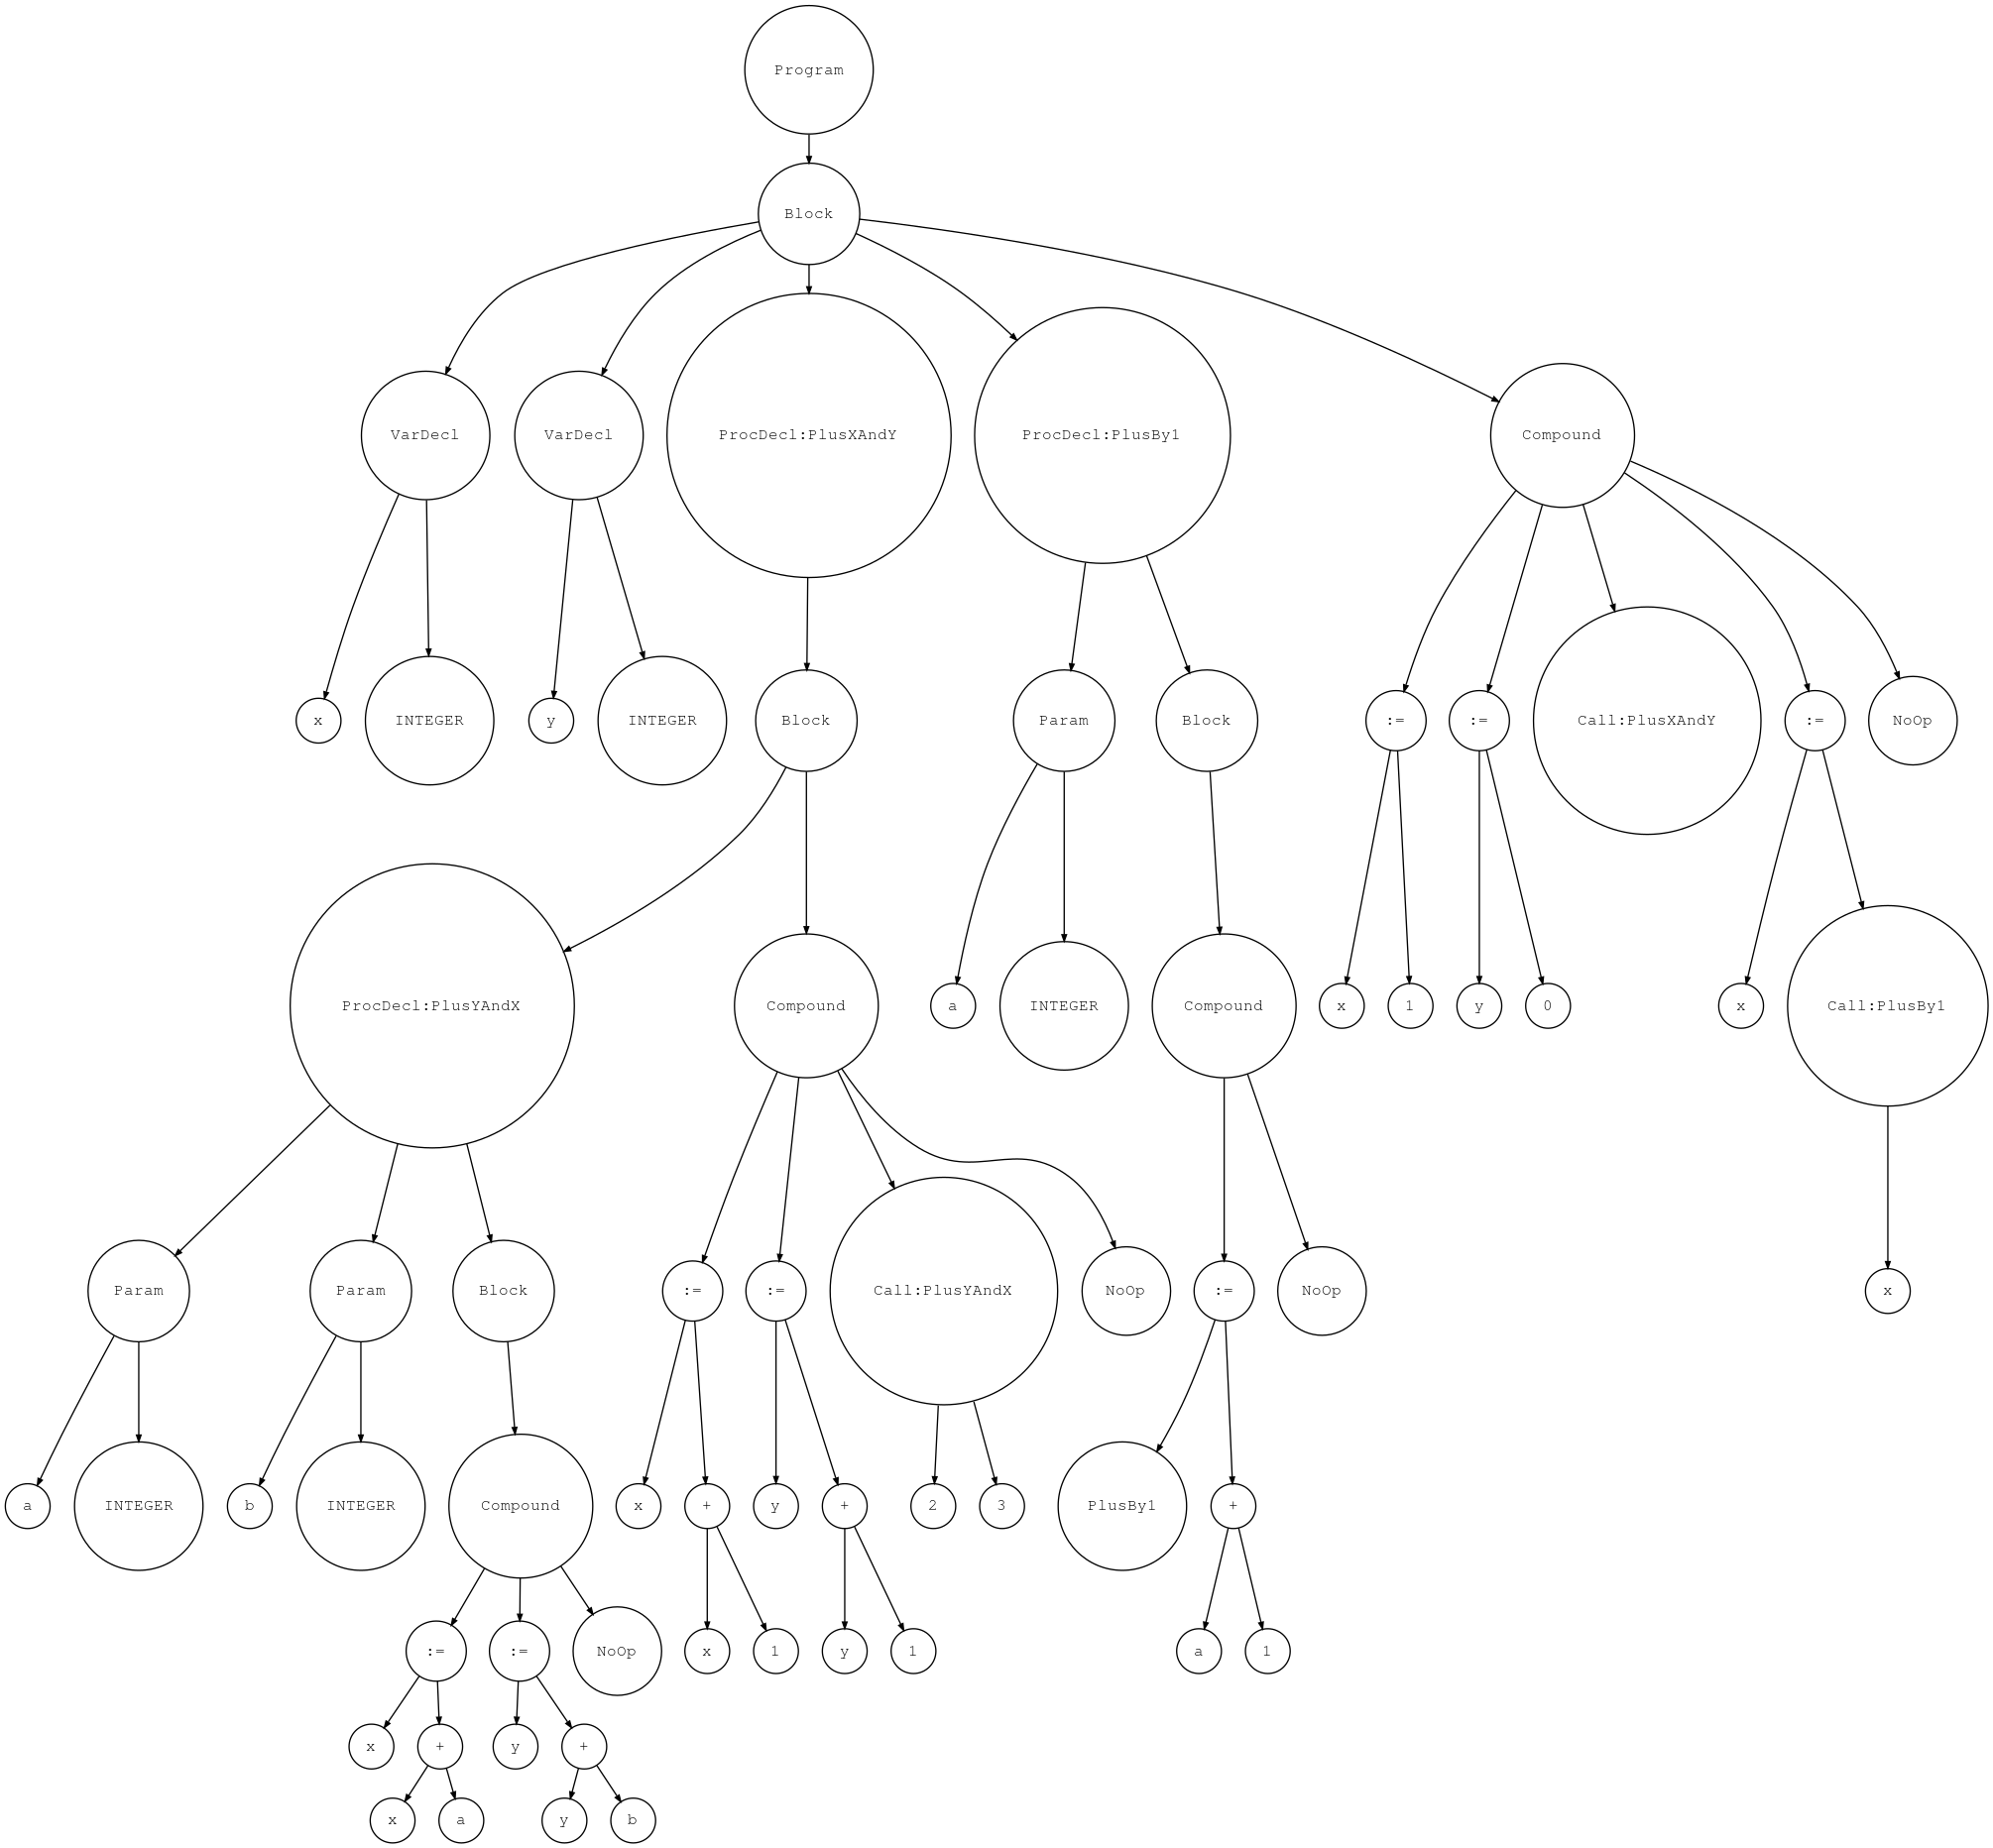 Program
Block
VarDecl
VarDecl
ProcDecl:PlusXAndY
ProcDecl:PlusBy1
Compound
x
INTEGER
y
INTEGER
Block
Param
Block
:=
:=
Call:PlusXAndY
:=
NoOp
ProcDecl:PlusYAndX
Compound
a
INTEGER
Compound
x
1
y
0
x
Call:PlusBy1
Param
Param
Block
:=
:=
Call:PlusYAndX
NoOp
:=
NoOp
x
a
INTEGER
b
INTEGER
Compound
x
+
y
+
2
3
PlusBy1
+
:=
:=
NoOp
x
1
y
1
a
1
x
+
y
+
x
a
y
b